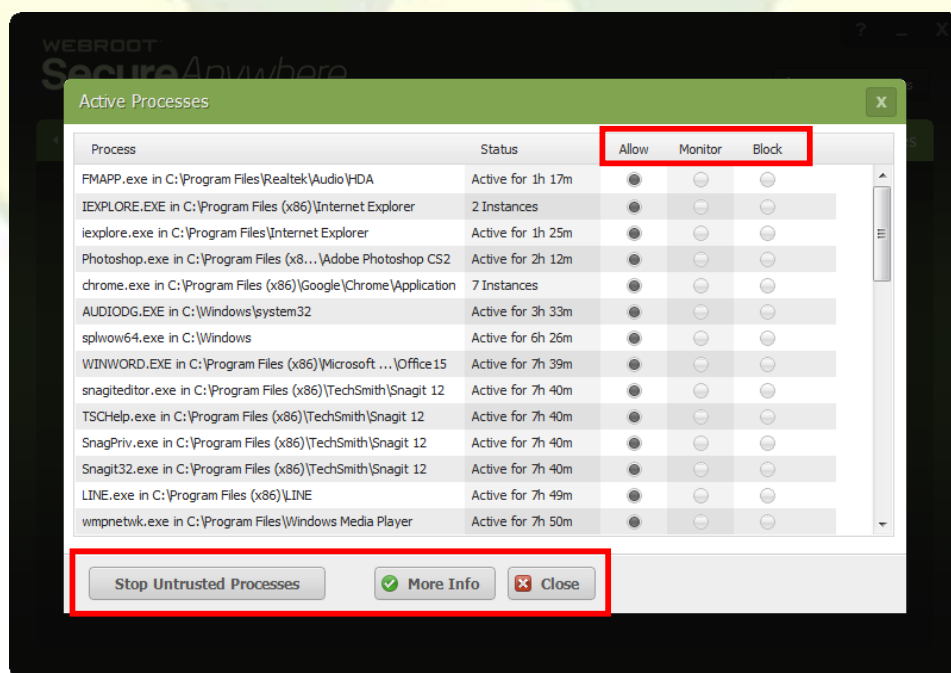 ? _ X
WEBROOT
SecureAnywhere
Active Processes
X
Process Status Allow Monitor Block
FMAPP.exe in C:\Program Files\Realtek\Audio\HDA Active for 1h 17m
IEXPLORE.EXE in C:\Program Files (x86)\Internet Explorer 2 Instances
iexplore.exe in C:\Program Files\Internet Explorer Active for 1h 25m
Photoshop.exe in C:\Program Files (x8...\Adobe Photoshop CS2 Active for 2h 12m
chrome.exe in C:\Program Files (x86)\Google\Chrome\Application 7 Instances
AUDIODG.EXE in C:\Windows\system32 Active for 3h 33m
splwow64.exe in C:\Windows Active for 6h 26m
WINWORD.EXE in C:\Program Files (x86)\Microsoft ...\Office15 Active for 7h 39m
snagiteditor.exe in C:\Program Files (x86)\TechSmith\Snagit 12 Active for 7h 40m
TSCHelp.exe in C:\Program Files (x86)\TechSmith\Snagit 12 Active for 7h 40m
SnagPriv.exe in C:\Program Files (x86)\TechSmith\Snagit 12 Active for 7h 40m
Snagit32.exe in C:\Program Files (x86)\TechSmith\Snagit 12 Active for 7h 40m
LINE.exe in C:\Program Files (x86)\LINE Active for 7h 49m
wmpnetwk.exe in C:\Program Files\Windows Media Player Active for 7h 50m
Stop Untrusted Processes More Info Close